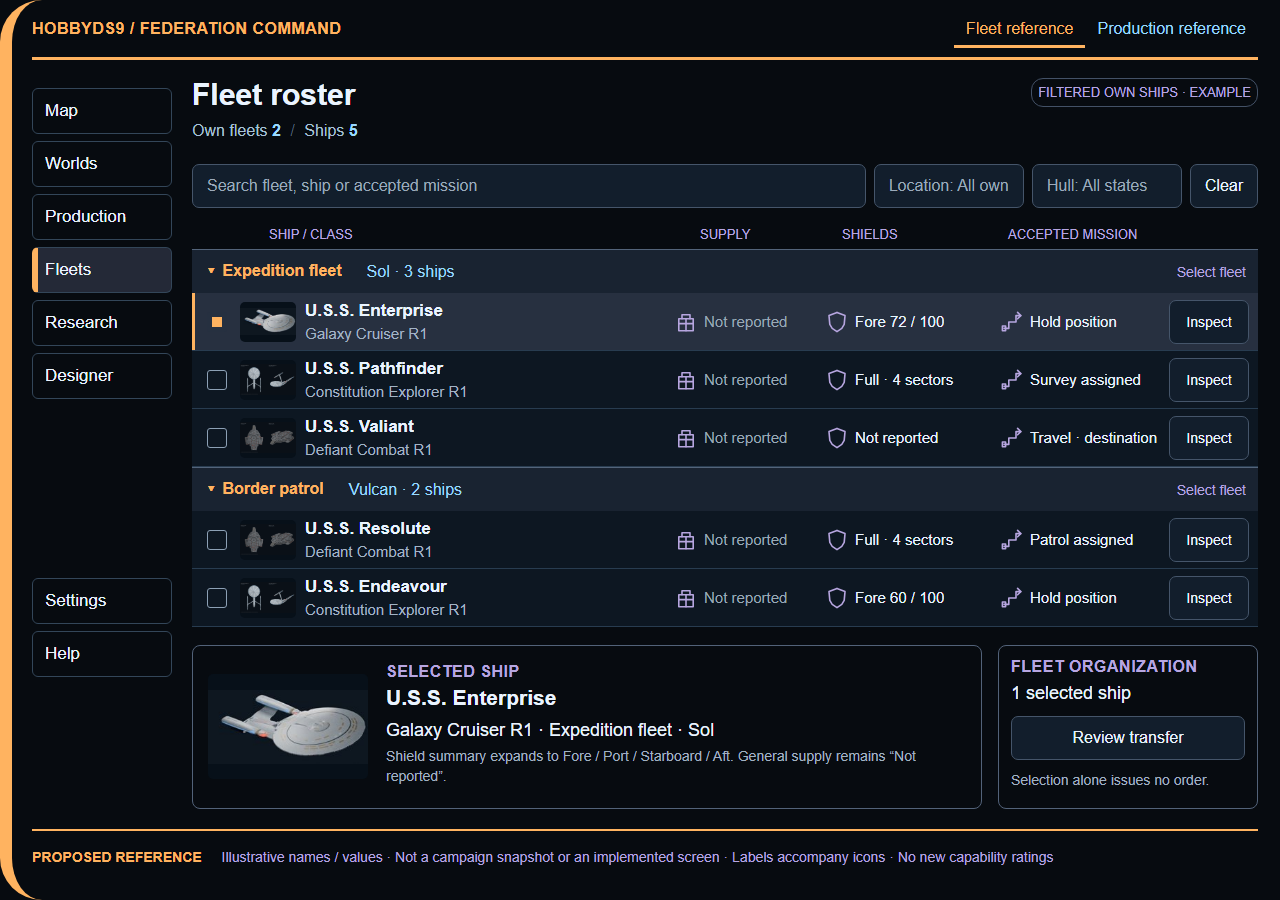 HOBBYDS9 / FEDERATION COMMAND
Fleet reference
Production reference
Map
Worlds
Production
Fleets
Research
Designer
Settings
Help
Fleet roster
FILTERED OWN SHIPS · EXAMPLE
Own fleets 2 / Ships 5
Search fleet, ship or accepted mission
Location: All own
Hull: All states
Clear
SHIP / CLASS
SUPPLY
SHIELDS
ACCEPTED MISSION
▾ Expedition fleet Sol · 3 ships
Select fleet
U.S.S. Enterprise
Galaxy Cruiser R1
Not reported
Fore 72 / 100
Hold position
Inspect
U.S.S. Pathfinder
Constitution Explorer R1
Not reported
Full · 4 sectors
Survey assigned
Inspect
U.S.S. Valiant
Defiant Combat R1
Not reported
Not reported
Travel · destination
Inspect
▾ Border patrol Vulcan · 2 ships
Select fleet
U.S.S. Resolute
Defiant Combat R1
Not reported
Full · 4 sectors
Patrol assigned
Inspect
U.S.S. Endeavour
Constitution Explorer R1
Not reported
Fore 60 / 100
Hold position
Inspect
SELECTED SHIP
U.S.S. Enterprise
Galaxy Cruiser R1 · Expedition fleet · Sol
Shield summary expands to Fore / Port / Starboard / Aft. General supply remains “Not
reported”.
FLEET ORGANIZATION
1 selected ship
Review transfer
Selection alone issues no order.
PROPOSED REFERENCE
Illustrative names / values · Not a campaign snapshot or an implemented screen · Labels accompany icons · No new capability ratings